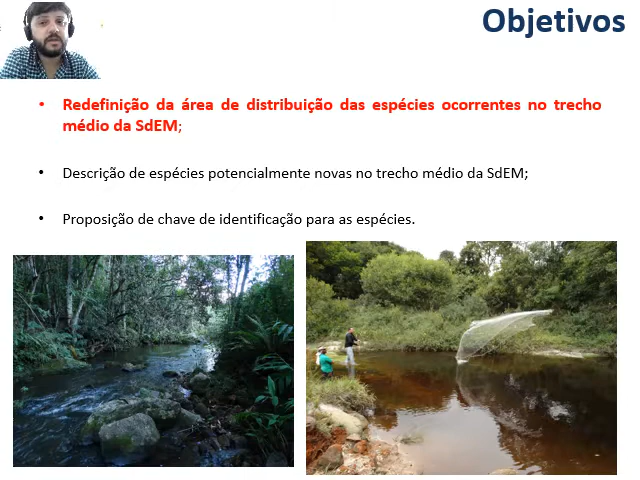 Objetivos
• Redefinição da área de distribuição das espécies ocorrentes no trecho
médio da SdEM;
• Descrição de espécies potencialmente novas no trecho médio da SdEM;
• Proposição de chave de identificação para as espécies.